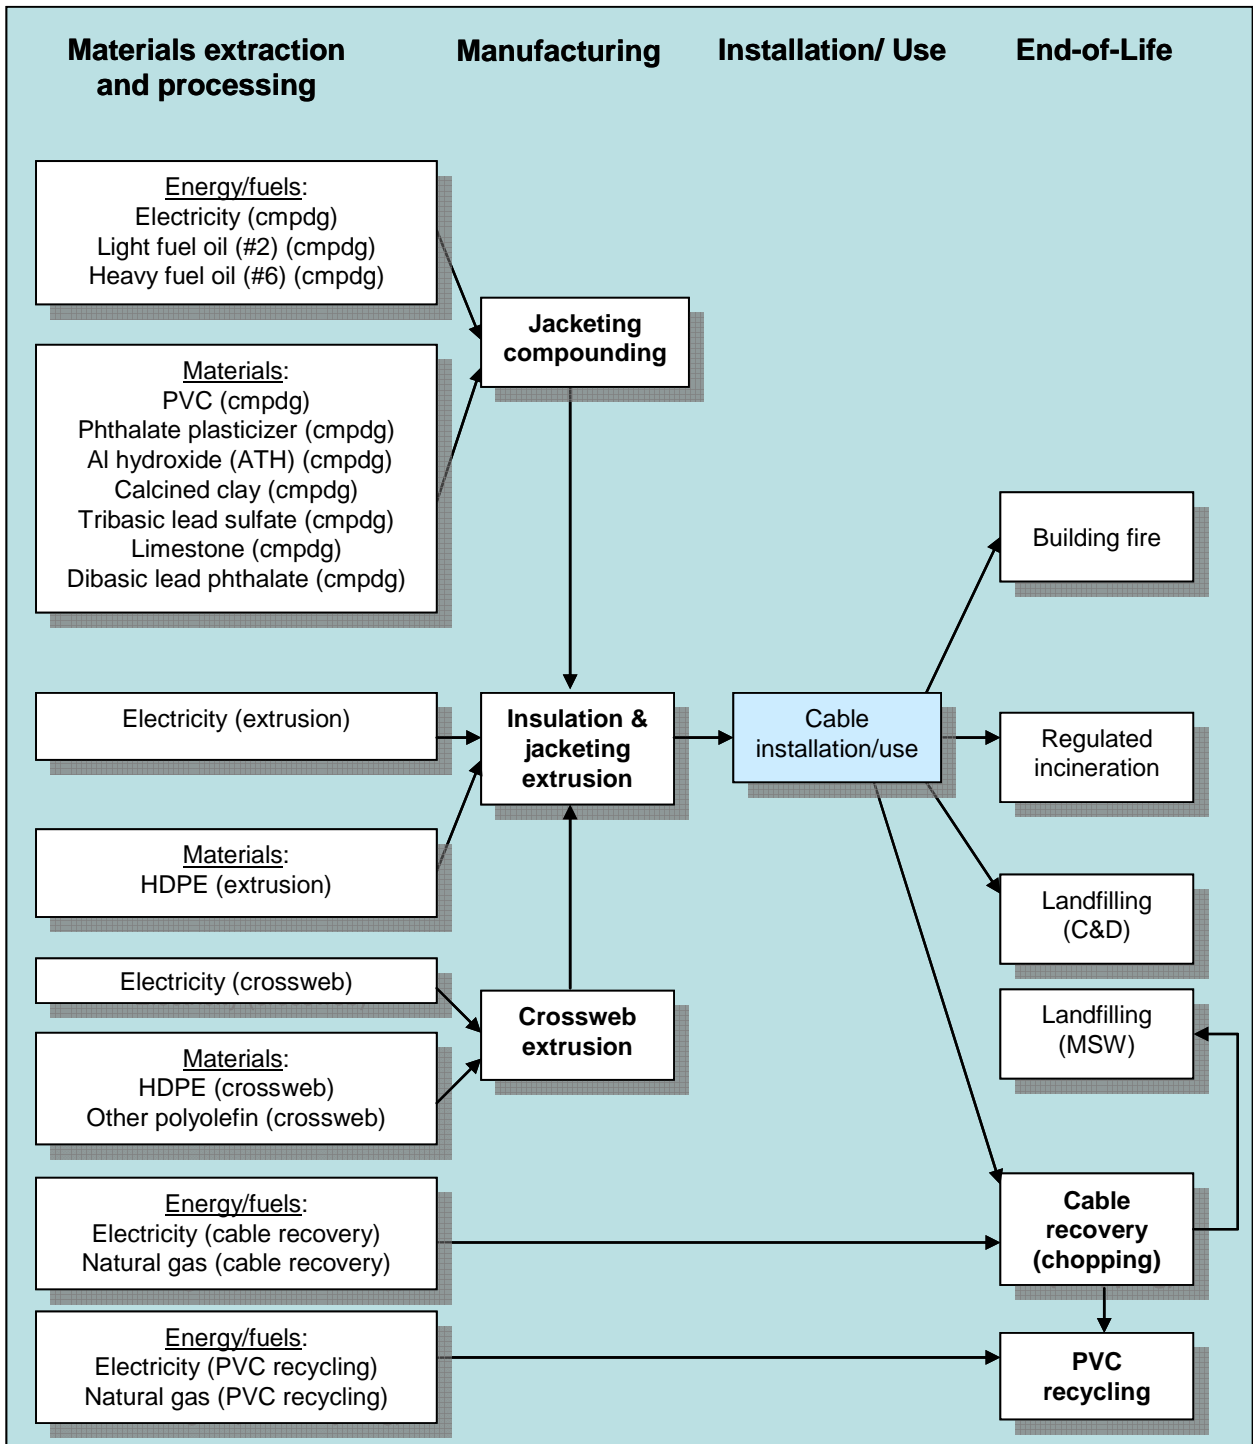 Materials extraction
and processing
Manufacturing
Installation/ Use
End-of-Life
Energy/fuels:
Electricity (cmpdg)
Light fuel oil (#2) (cmpdg)
Heavy fuel oil (#6) (cmpdg)
Jacketing
compounding
Materials:
PVC (cmpdg)
Phthalate plasticizer (cmpdg)
Al hydroxide (ATH) (cmpdg)
Calcined clay (cmpdg)
Tribasic lead sulfate (cmpdg)
Limestone (cmpdg)
Dibasic lead phthalate (cmpdg)
Building fire
Electricity (extrusion)
Insulation &
jacketing
extrusion
Cable
installation/use
Regulated
incineration
Materials:
HDPE (extrusion)
Landfilling
(C&D)
Electricity (crossweb)
Crossweb
extrusion
Landfilling
(MSW)
Materials:
HDPE (crossweb)
Other polyolefin (crossweb)
Energy/fuels:
Electricity (cable recovery)
Natural gas (cable recovery)
Cable
recovery
(chopping)
Energy/fuels:
Electricity (PVC recycling)
Natural gas (PVC recycling)
PVC
recycling